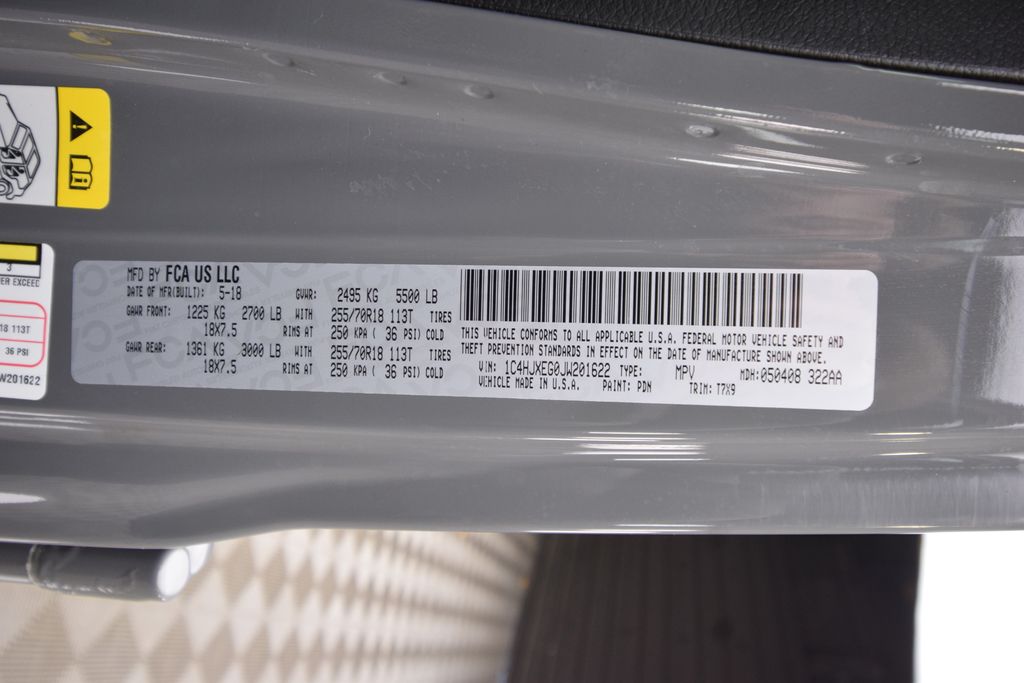 MFD BY FCA US LLC
DATE OF MFR(BUILT): 5-18 GVWR: 2495 KG 5500 LB
GAWR FRONT: 1225 KG 2700 LB WITH 255/70R18 113T TIRES
18X7.5 RIMS AT 250 KPA ( 36 PSI) COLD
GAWR REAR: 1361 KG 3000 LB WITH 255/70R18 113T TIRES
18X7.5 RIMS AT 250 KPA ( 36 PSI) COLD
THIS VEHICLE CONFORMS TO ALL APPLICABLE U.S.A. FEDERAL MOTOR VEHICLE SAFETY AND
THEFT PREVENTION STANDARDS IN EFFECT ON THE DATE OF MANUFACTURE SHOWN ABOVE.
VIN: 1C4HJXEG0JW201622 TYPE: MPV MDH: 050408 322AA
VEHICLE MADE IN U.S.A. PAINT: PDN TRIM: T7X9
3
EXCEED
18 113T
36 PSI
W201622